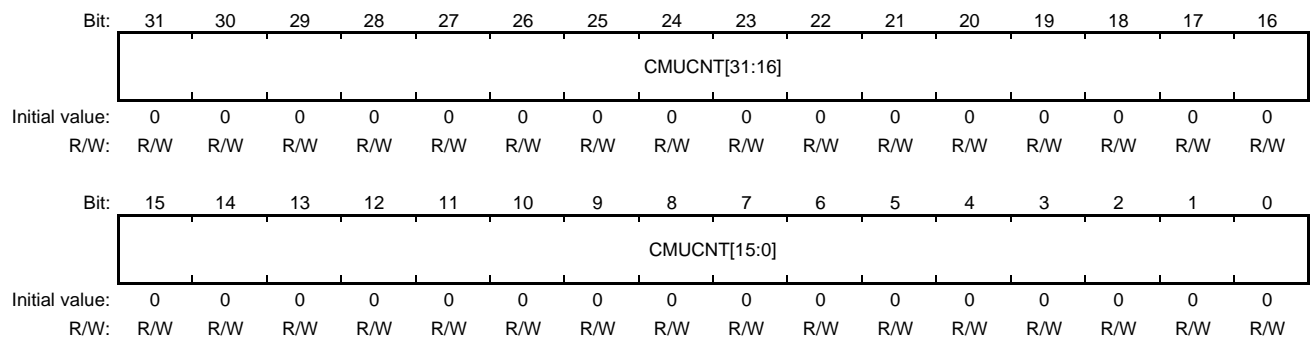 Bit: 31 30 29 28 27 26 25 24 23 22 21 20 19 18 17 16
CMUCNT[31:16]
Initial value: 0 0 0 0 0 0 0 0 0 0 0 0 0 0 0 0
R/W: R/W R/W R/W R/W R/W R/W R/W R/W R/W R/W R/W R/W R/W R/W R/W R/W
Bit: 15 14 13 12 11 10 9 8 7 6 5 4 3 2 1 0
CMUCNT[15:0]
Initial value: 0 0 0 0 0 0 0 0 0 0 0 0 0 0 0 0
R/W: R/W R/W R/W R/W R/W R/W R/W R/W R/W R/W R/W R/W R/W R/W R/W R/W